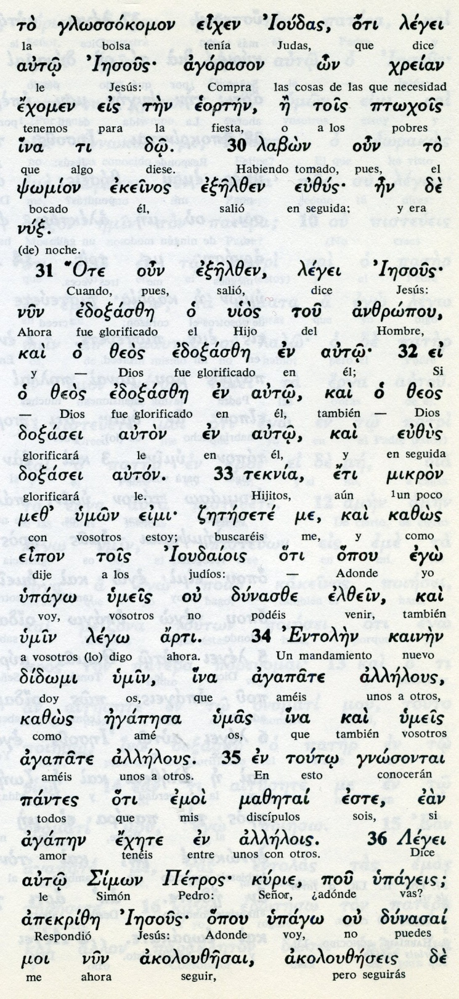 τὸ γλωσσόκομον εἶχεν Ἰούδας, ὅτι λέγει
la bolsa tenía Judas, que dice
αὐτῷ Ἰησοῦς· ἀγόρασον ὧν χρείαν
le Jesús: Compra las cosas de las que necesidad
ἔχομεν εἰς τὴν ἑορτήν, ἢ τοῖς πτωχοῖς
tenemos para la fiesta, o a los pobres
ἵνα τι δῷ. 30 λαβὼν οὖν τὸ
que algo diese. Habiendo tomado, pues, el
ψωμίον ἐκεῖνος ἐξῆλθεν εὐθύς· ἦν δὲ
bocado él, salió en seguida; y era
νύξ.
(de) noche.
31 Ὅτε οὖν ἐξῆλθεν, λέγει Ἰησοῦς·
Cuando, pues, salió, dice Jesús:
νῦν ἐδοξάσθη ὁ υἱὸς τοῦ ἀνθρώπου,
Ahora fue glorificado el Hijo del Hombre,
καὶ ὁ θεὸς ἐδοξάσθη ἐν αὐτῷ· 32 εἰ
y — Dios fue glorificado en él; Si
ὁ θεὸς ἐδοξάσθη ἐν αὐτῷ, καὶ ὁ θεὸς
Dios fue glorificado en él, también — Dios
δοξάσει αὐτὸν ἐν αὐτῷ, καὶ εὐθὺς
glorificará le en él, y en seguida
δοξάσει αὐτόν. 33 τεκνία, ἔτι μικρὸν
glorificará le. Hijitos, aún 1un poco
μεθ’ ὑμῶν εἰμι· ζητήσετέ με, καὶ καθὼς
con vosotros estoy; buscaréis me, y como
εἶπον τοῖς Ἰουδαίοις ὅτι ὅπου ἐγὼ
dije a los judíos: — Adonde yo
ὑπάγω ὑμεῖς οὐ δύνασθε ἐλθεῖν, καὶ
voy, vosotros no podéis venir, también
ὑμῖν λέγω ἄρτι. 34 Ἐντολὴν καινὴν
a vosotros (lo) digo ahora. Un mandamiento nuevo
δίδωμι ὑμῖν, ἵνα ἀγαπᾶτε ἀλλήλους,
doy os, que améis unos a otros,
καθὼς ἠγάπησα ὑμᾶς ἵνα καὶ ὑμεῖς
como amé os, que también vosotros
ἀγαπᾶτε ἀλλήλους. 35 ἐν τούτῳ γνώσονται
améis unos a otros. En esto conocerán
πάντες ὅτι ἐμοὶ μαθηταί ἐστε, ἐὰν
todos que mis discípulos sois, si
ἀγάπην ἔχητε ἐν ἀλλήλοις. 36 Λέγει
amor tenéis entre unos con otros. Dice
αὐτῷ Σίμων Πέτρος· κύριε, ποῦ ὑπάγεις;
le Simón Pedro: Señor, ¿adónde vas?
ἀπεκρίθη Ἰησοῦς· ὅπου ὑπάγω οὐ δύνασαί
Respondió Jesús: Adonde voy, no puedes
μοι νῦν ἀκολουθῆσαι, ἀκολουθήσεις δὲ
me ahora seguir, pero seguirás